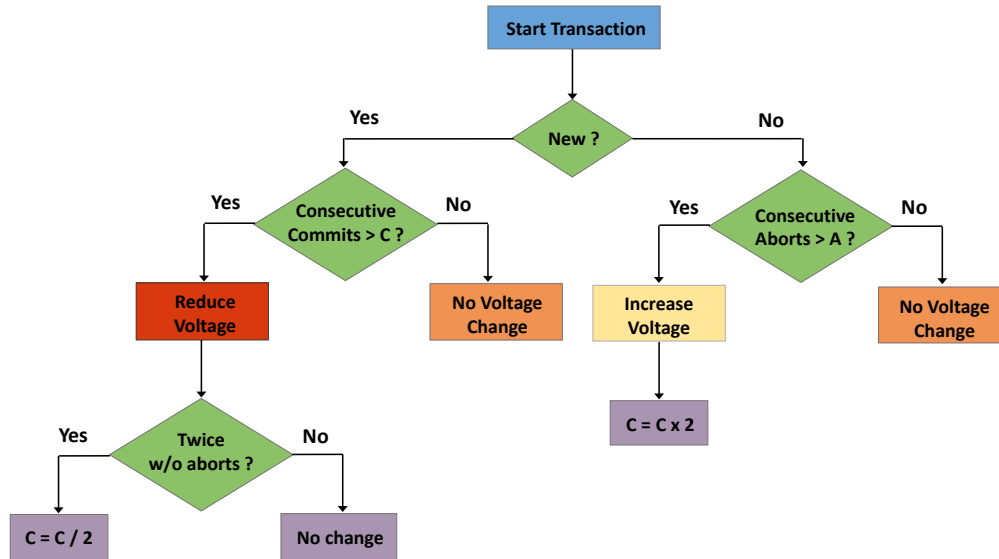 Start Transaction
Yes
New ?
No
Yes
Consecutive
Commits > C ?
No
Yes
Consecutive
Aborts > A ?
No
Reduce
Voltage
No Voltage
Change
Increase
Voltage
No Voltage
Change
C = C x 2
Yes
Twice
w/o aborts ?
No
C = C / 2
No change